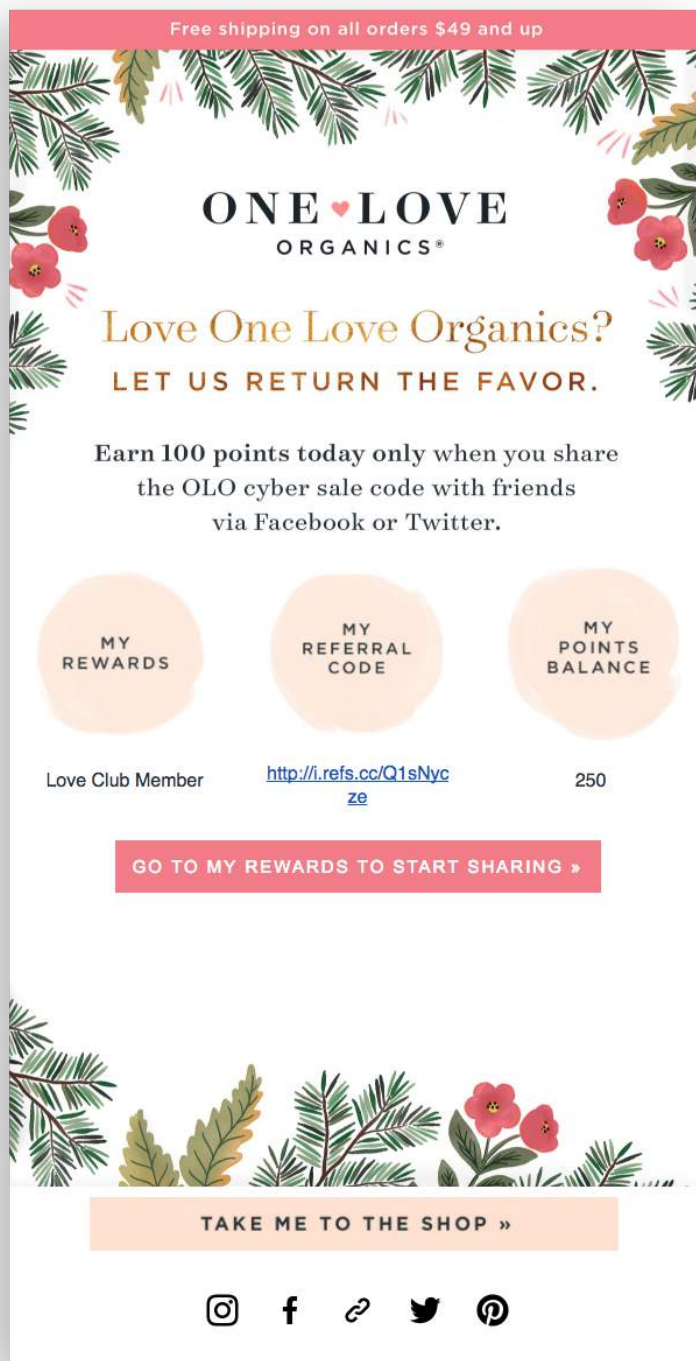 Free shipping on all orders $49 and up
ONE LOVE
ORGANICS®
Love One Love Organics?
LET US RETURN THE FAVOR.
Earn 100 points today only when you share
the OLO cyber sale code with friends
via Facebook or Twitter.
MY
REWARDS
MY
REFERRAL
CODE
MY
POINTS
BALANCE
Love Club Member
http://i.refs.cc/Q1sNyc
ze
250
GO TO MY REWARDS TO START SHARING »
TAKE ME TO THE SHOP »